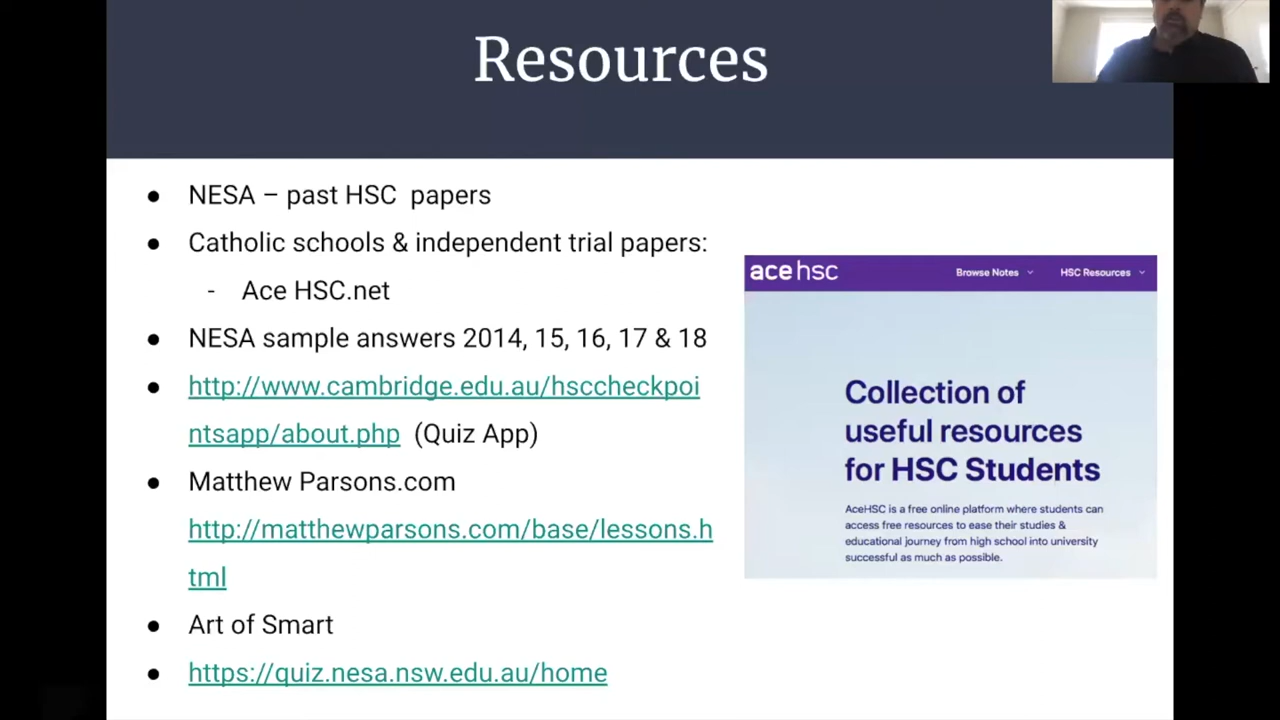 Resources
● NESA – past HSC  papers
● Catholic schools & independent trial papers:
- Ace HSC.net
● NESA sample answers 2014, 15, 16, 17 & 18
● http://www.cambridge.edu.au/hsccheckpoi
ntsapp/about.php  (Quiz App)
● Matthew Parsons.com
http://matthewparsons.com/base/lessons.h
tml
● Art of Smart
● https://quiz.nesa.nsw.edu.au/home
acehsc
Browse Notes
HSC Resources
Collection of
useful resources
for HSC Students
AceHSC is a free online platform where students can
access free resources to ease their studies &
educational journey from high school into university
successful as much as possible.